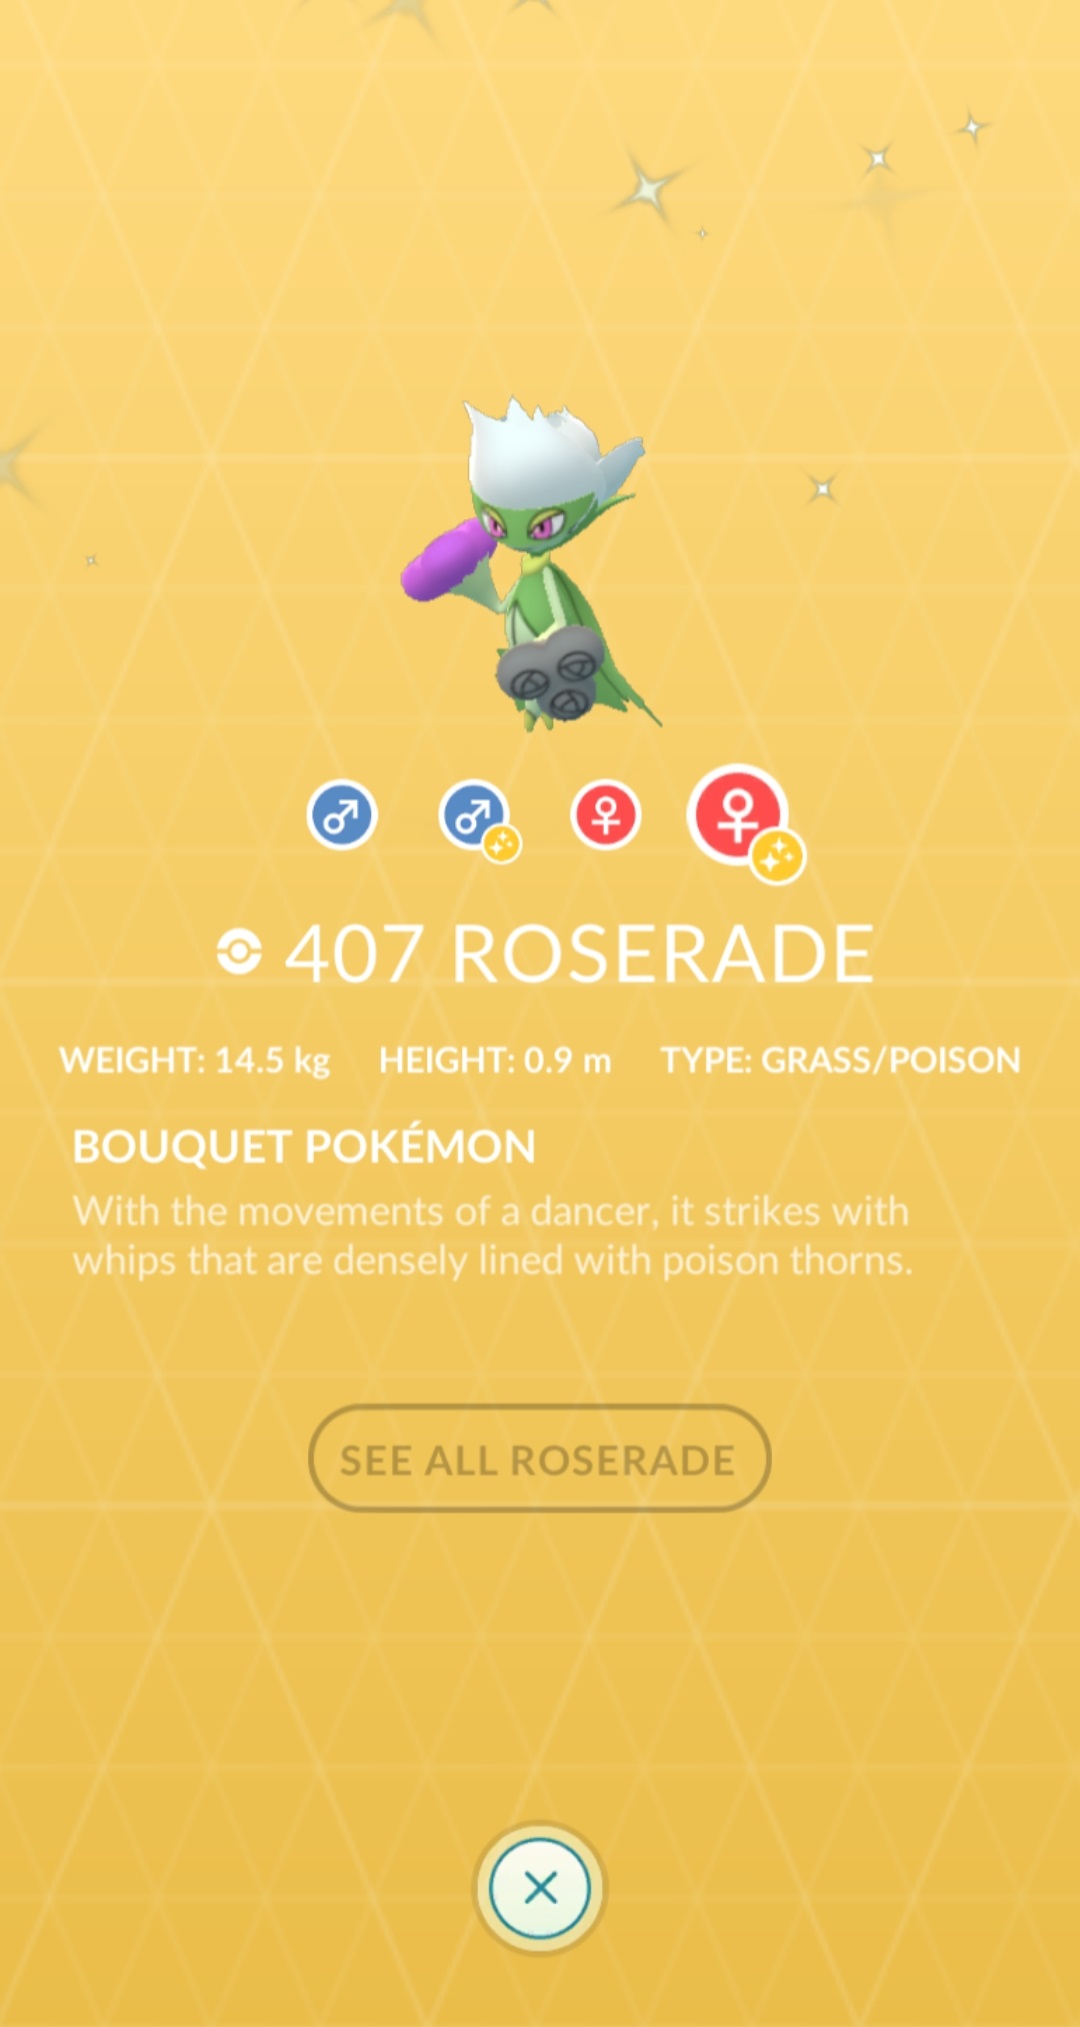 407 ROSERADE
WEIGHT: 14.5 kg HEIGHT: 0.9 m TYPE: GRASS/POISON
BOUQUET POKÉMON
With the movements of a dancer, it strikes with
whips that are densely lined with poison thorns.
SEE ALL ROSERADE